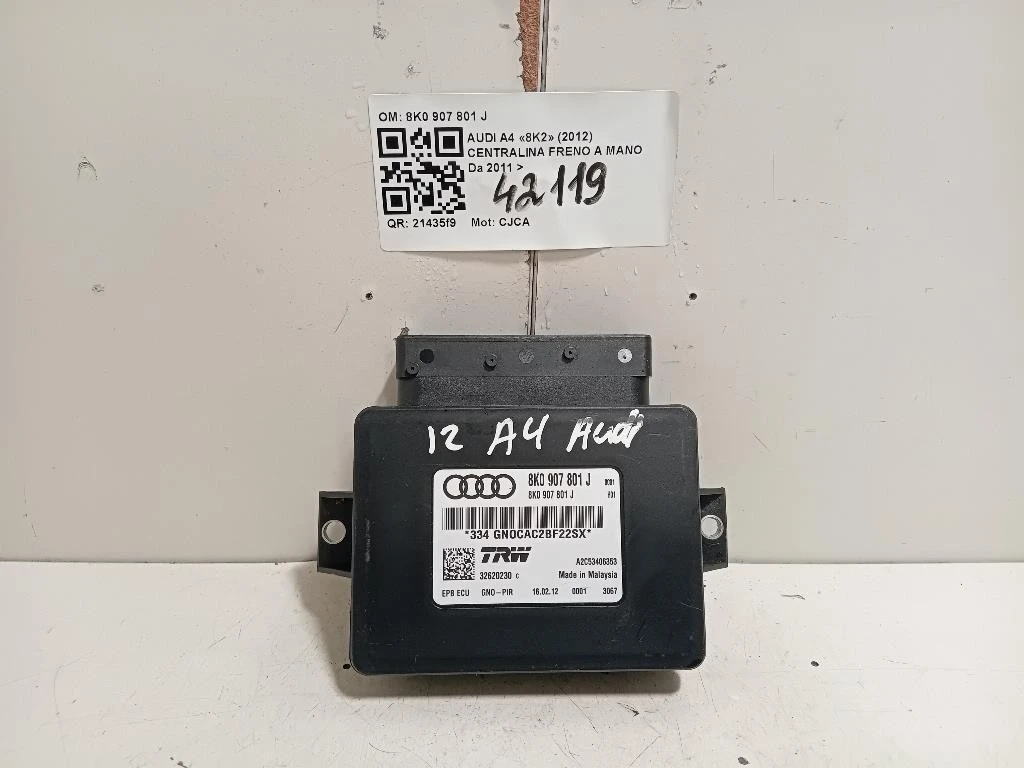 OM: 8K0 907 801 J
AUDI A4 «8K2» (2012)
CENTRALINA FRENO A MANO
Da 2011 >
42119
QR: 21435f9 Mot: CJCA
12 A4 Audi
8K0 907 801 J
8K0 907 801 J
*334 GNOCAC2BF22SX*
TRW A2C53406353
32620230 C Made in Malaysia
EPB ECU GNO-PIR 16.02.12 0001 3067